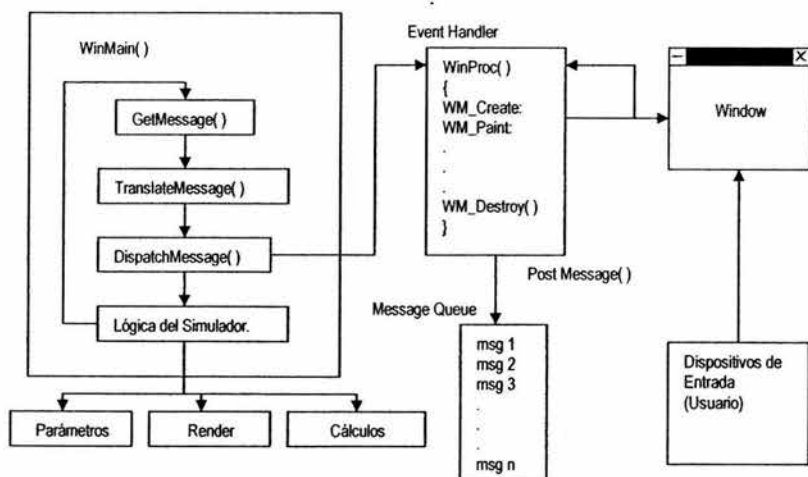 WinMain( )
GetMessage( )
TranslateMessage( )
DispatchMessage( )
Lógica del Simulador.
Parámetros
Render
Cálculos
Event Handler
WinProc( )
{
WM_Create:
WM_Paint:
.
.
.
WM_Destroy( )
}
Post Message( )
Message Queue
msg 1
msg 2
msg 3
.
.
.
msg n
Window
Dispositivos de
Entrada
(Usuario)